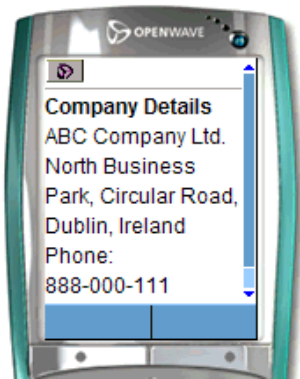 OPENWAVE
Company Details
ABC Company Ltd.
North Business
Park, Circular Road,
Dublin, Ireland
Phone:
888-000-111